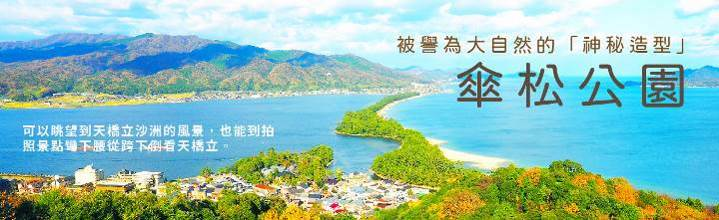 被譽為大自然的「神秘造型」
傘松公園
可以眺望到天橋立沙洲的風景，也能到拍
照景點彎下腰從跨下倒看天橋立。